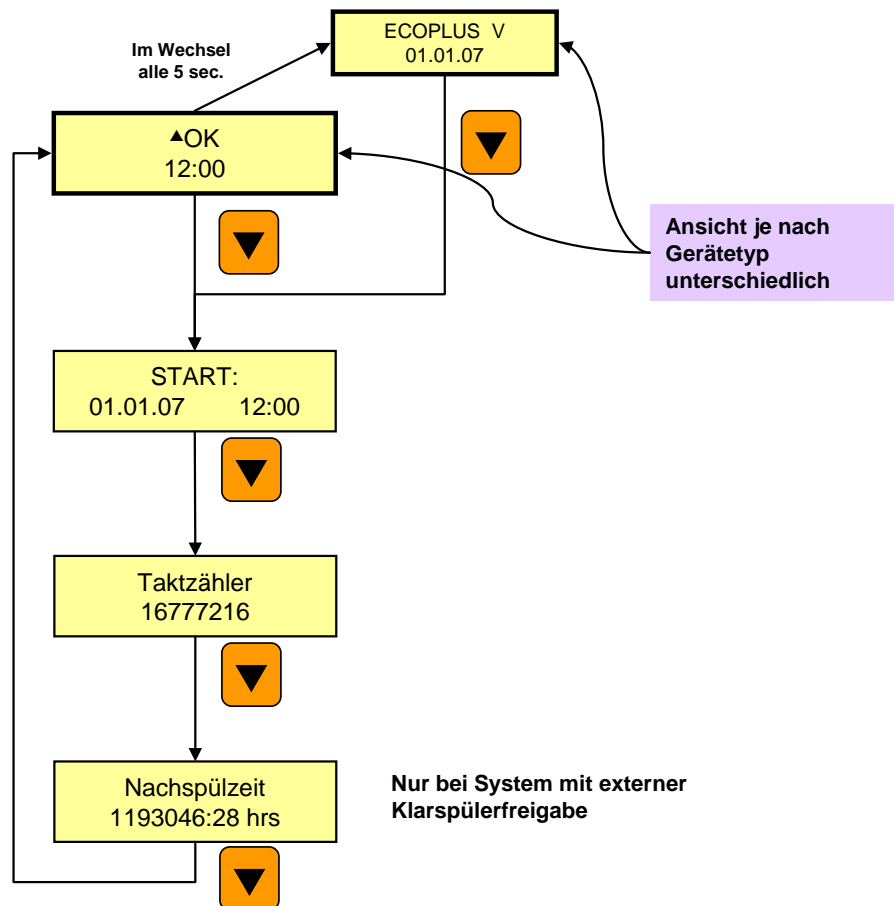 Im Wechsel
alle 5 sec.
ECOPLUS V
01.01.07
▲OK
12:00
Ansicht je nach
Gerätetyp
unterschiedlich
START:
01.01.07 12:00
Taktzähler
16777216
Nachspülzeit
1193046:28 hrs
Nur bei System mit externer
Klarspülerfreigabe